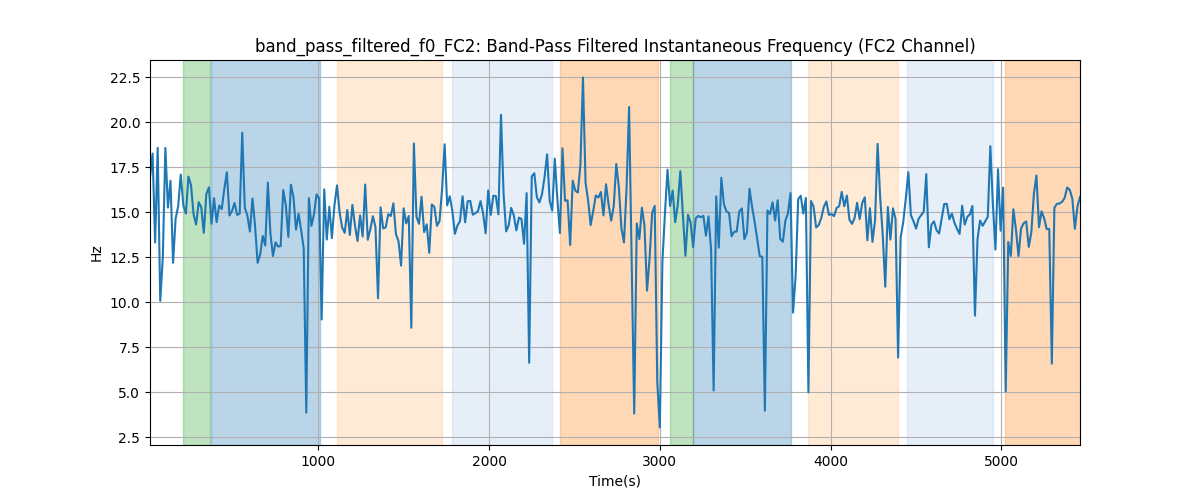 band_pass_filtered_f0_FC2: Band-Pass Filtered Instantaneous Frequency (FC2 Channel)
22.5
20.0
17.5
15.0
12.5
10.0
7.5
5.0
2.5
Hz
1000 2000 3000 4000 5000
Time(s)